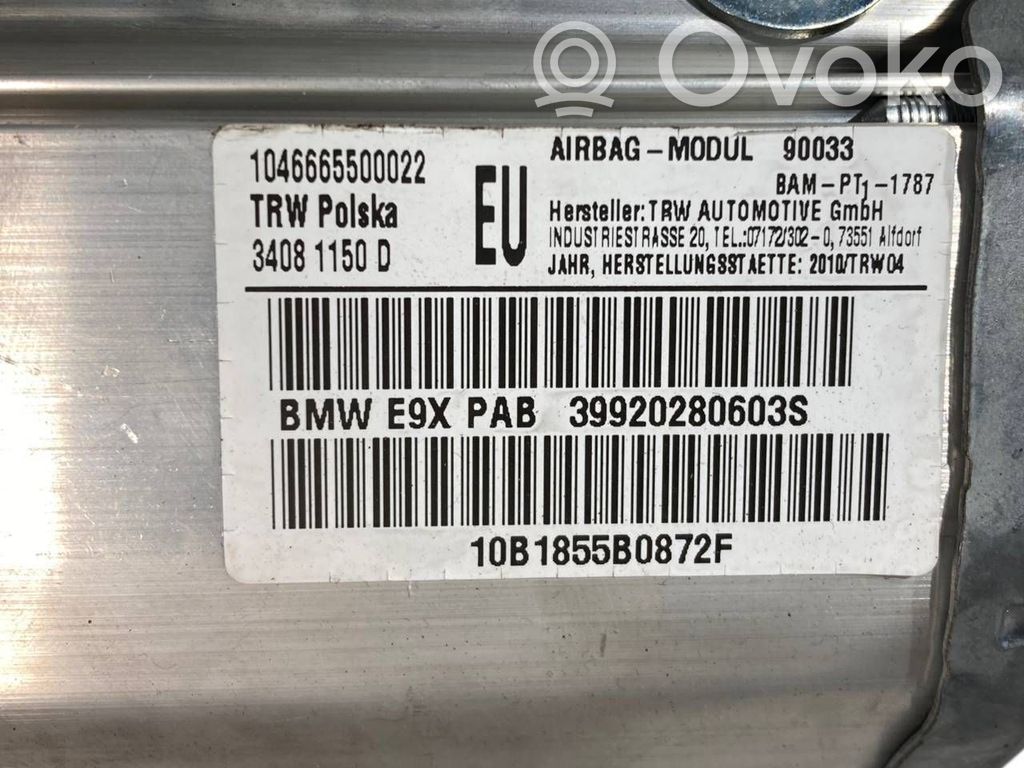 Ovoko
1046665500022
TRW Polska
3408 1150 D
EU
AIRBAG-MODUL 90033
BAM-PT1-1787
Hersteller: TRW AUTOMOTIVE GmbH
INDUSTRIESTRASSE 20, TEL.:07172/302-0, 73551 Alfdorf
JAHR, HERSTELLUNGSSTAETTE: 2010/TRW04
BMW E9X PAB 39920280603S
10B1855B0872F